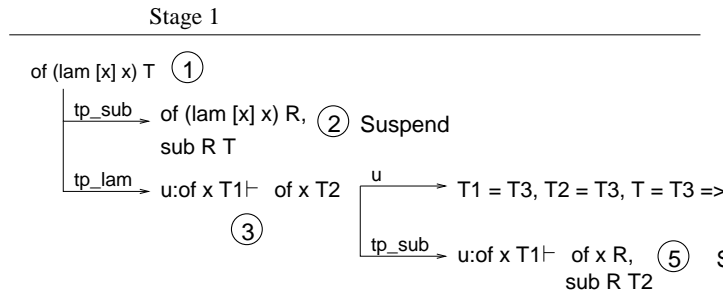 Stage 1
of (lam [x] x) T 1
tp_sub of (lam [x] x) R, 2 Suspend
sub R T
tp_lam u:of x T1⊢ of x T2 u T1 = T3, T2 = T3, T = T3 =>
3
tp_sub u:of x T1⊢ of x R, 5 S
sub R T2